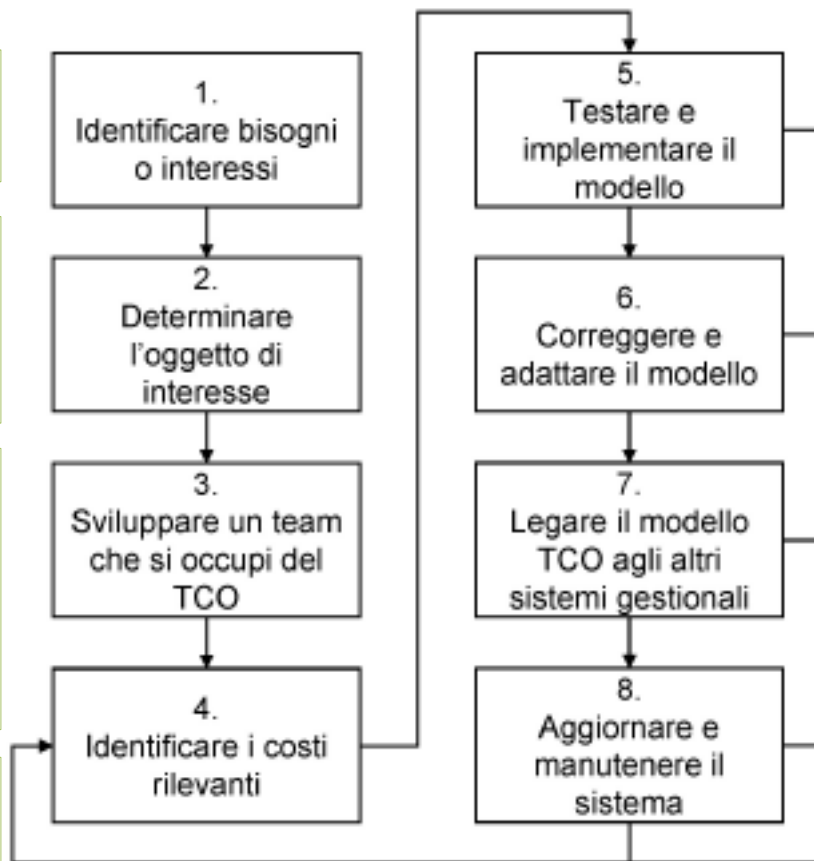 1.
Identificare bisogni
o interessi
2.
Determinare
l'oggetto di
interesse
3.
Sviluppare un team
che si occupi del
TCO
4.
Identificare i costi
rilevanti
5.
Testare e
implementare il
modello
6.
Correggere e
adattare il modello
7.
Legare il modello
TCO agli altri
sistemi gestionali
8.
Aggiornare e
manutenere il
sistema